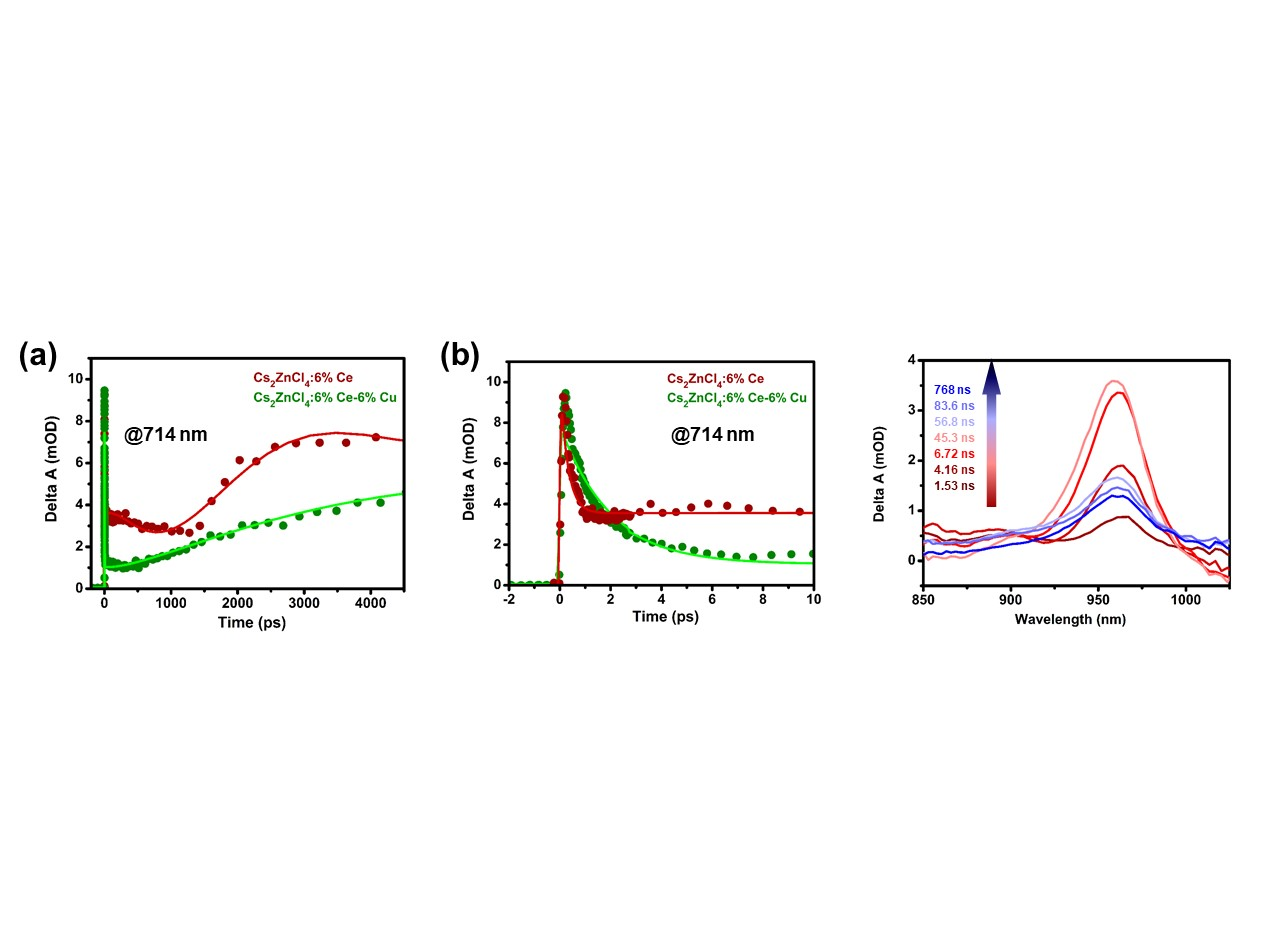 (a)
Delta A (mOD)
10
8
6
4
2
0
Cs2ZnCl4:6% Ce
Cs2ZnCl4:6% Ce-6% Cu
@714 nm
0 1000 2000 3000 4000
Time (ps)
(b)
Delta A (mOD)
10
8
6
4
2
0
Cs2ZnCl4:6% Ce
Cs2ZnCl4:6% Ce-6% Cu
@714 nm
-2 0 2 4 6 8 10
Time (ps)
Delta A (mOD)
4
3
2
1
0
768 ns
83.6 ns
56.8 ns
45.3 ns
6.72 ns
4.16 ns
1.53 ns
850 900 950 1000
Wavelength (nm)